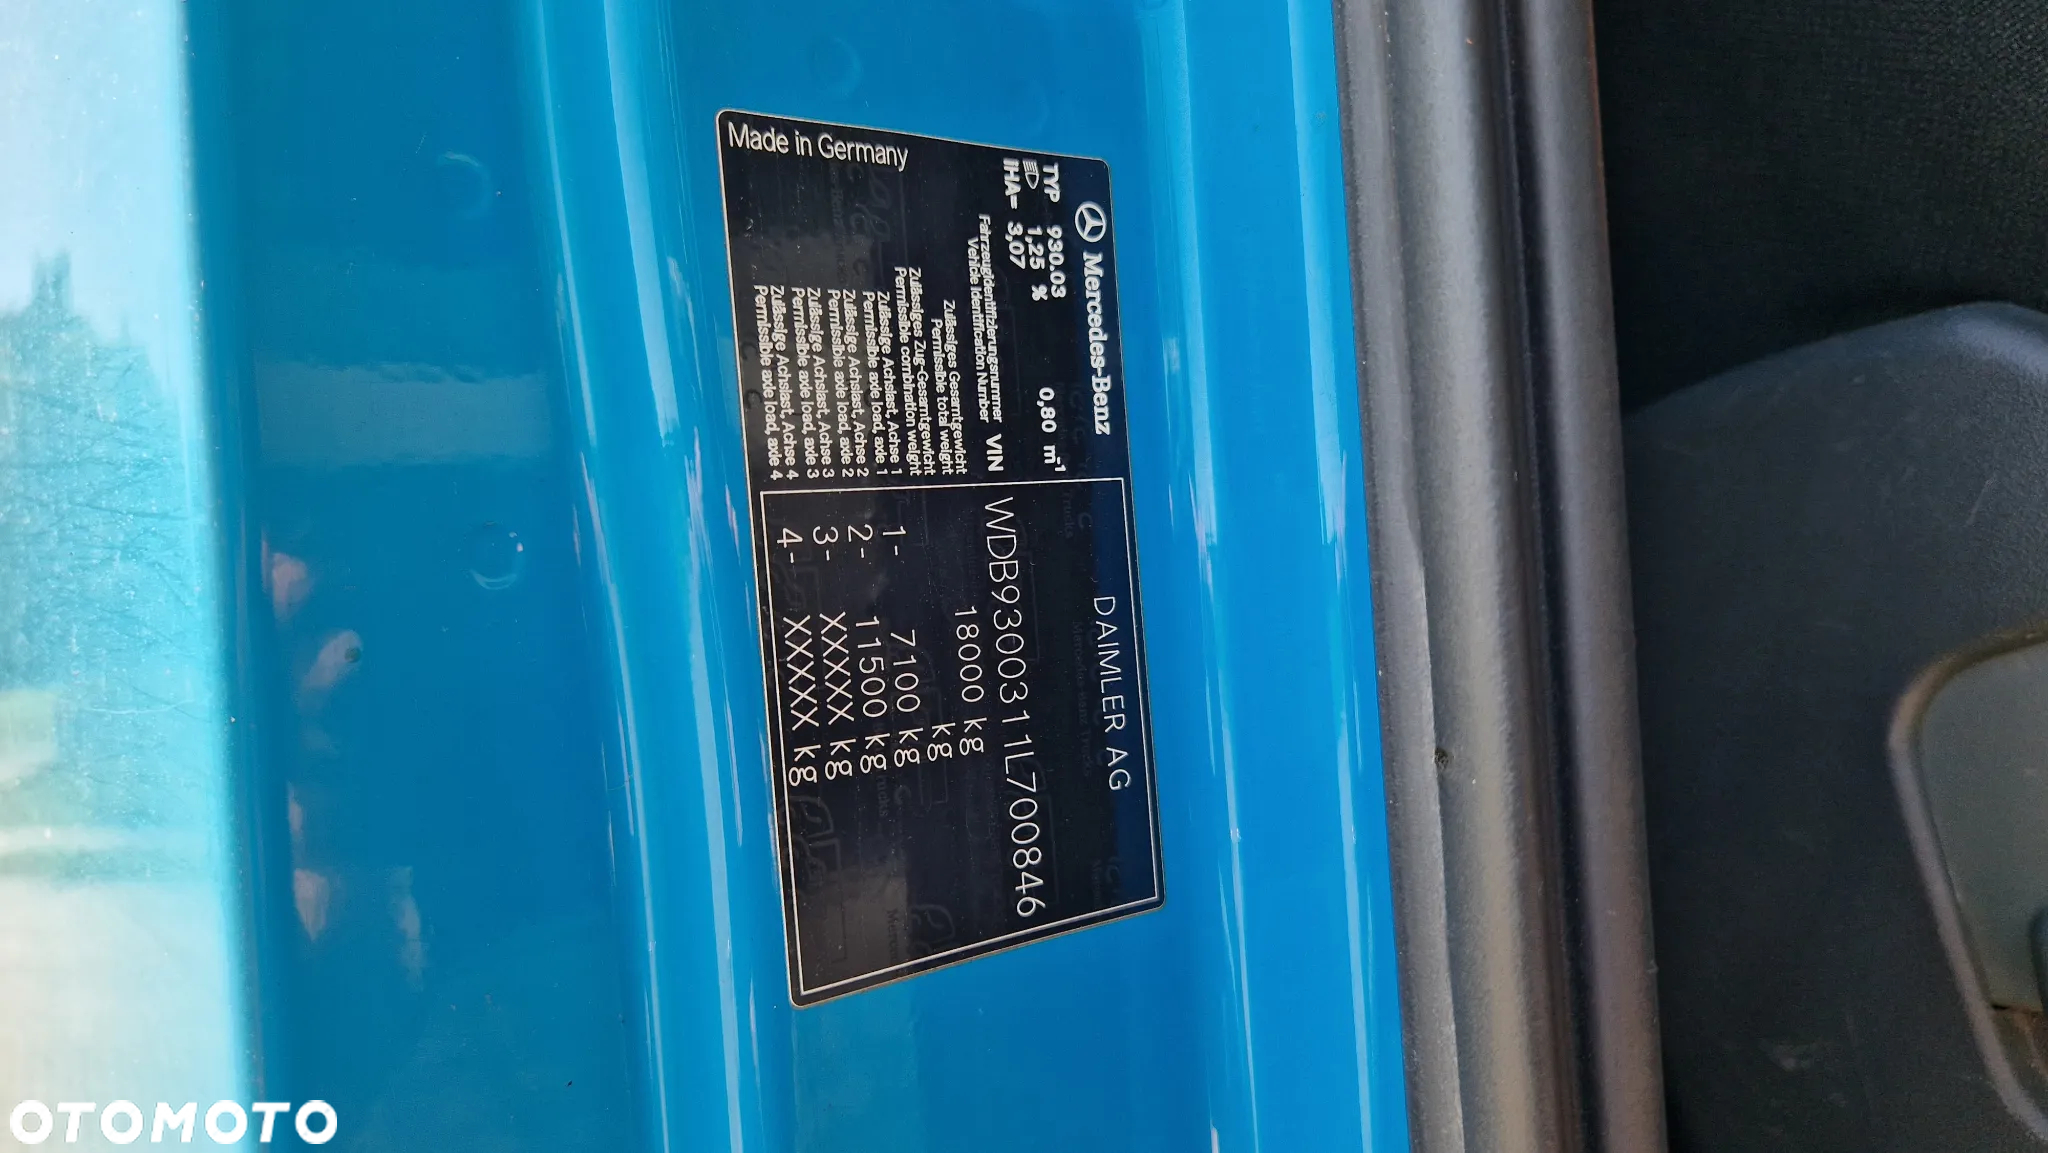 Mercedes-Benz
DAIMLER AG
TYP 930.03
1,25 % 0,80 m⁻¹
IHA= 3,07
Fahrzeugidentifizierungsnummer
Vehicle Identification Number
VIN WDB9300311L700846
Zulässiges Gesamtgewicht
Permissible total weight
18000 kg
Zulässiges Zug-Gesamtgewicht
Permissible combination weight
kg
Zulässige Achslast, Achse 1
Permissible axle load, axle 1
1- 7100 kg
Zulässige Achslast, Achse 2
Permissible axle load, axle 2
2- 11500 kg
Zulässige Achslast, Achse 3
Permissible axle load, axle 3
3- XXXXX kg
Zulässige Achslast, Achse 4
Permissible axle load, axle 4
4- XXXXX kg
Made in Germany
OTOMOTO